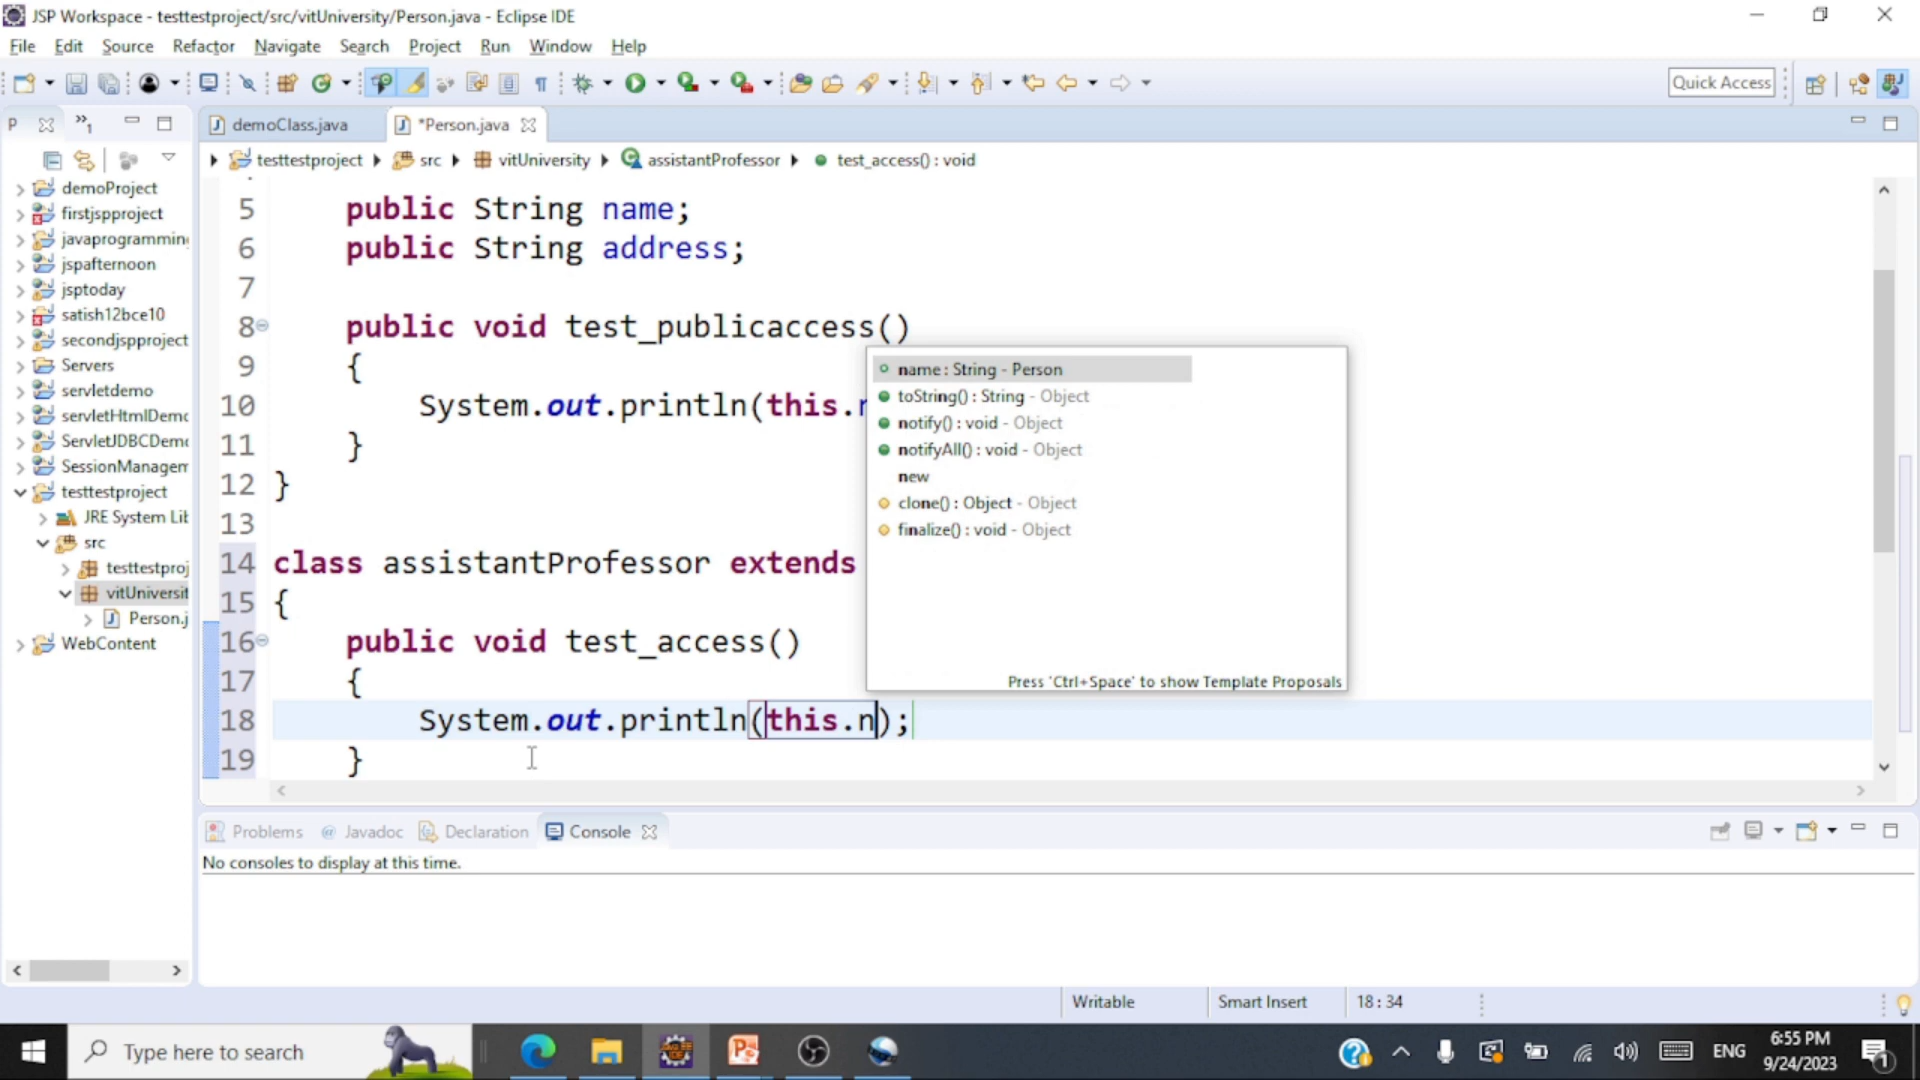 JSP Workspace - testtestproject/src/vitUniversity/Person.java - Eclipse IDE
File Edit Source Refactor Navigate Search Project Run Window Help
Quick Access
P 1 demoClass.java *Person.java
testtestproject src vitUniversity assistantProfessor test_access() : void
demoProject
firstjspproject
javaprogrammin
jspafternoon
jsptoday
satish12bce10
secondjspproject
Servers
servletdemo
servletHtmlDemo
ServletJDBCDemo
SessionManagem
testtestproject
JRE System Lib
src
testtestproj
vitUniversit
Person.j
WebContent
5 public String name;
6 public String address;
7
8 public void test_publicaccess()
9 {
10 System.out.println(this.n
11 }
12 }
13
14 class assistantProfessor extends
15 {
16 public void test_access()
17 {
18 System.out.println(this.n);
19 }
name : String - Person
toString() : String - Object
notify() : void - Object
notifyAll() : void - Object
new
clone() : Object - Object
finalize() : void - Object
Press 'Ctrl+Space' to show Template Proposals
Problems @ Javadoc Declaration Console
No consoles to display at this time.
Writable Smart Insert 18 : 34
Type here to search
ENG
6:55 PM
9/24/2023
1